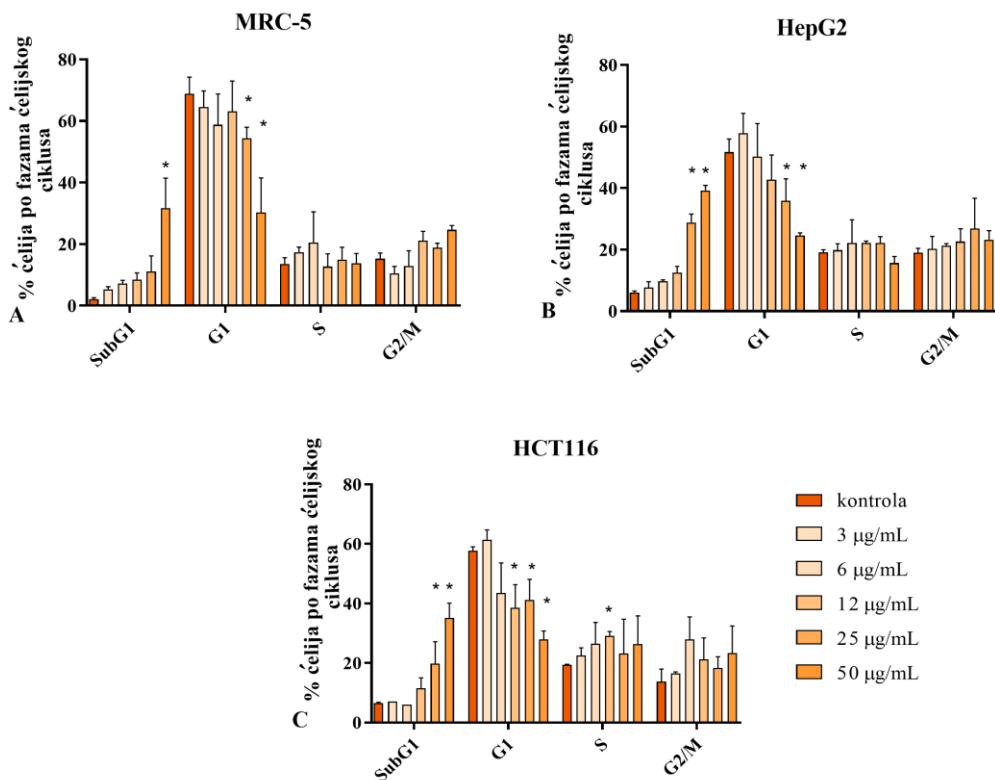 MRC-5
% ćelija po fazama ćelijskog
ciklusa
80
60
40
20
0
* * *
SubG1
G1
S
G2/M
A
HepG2
% ćelija po fazama ćelijskog
ciklusa
80
60
40
20
0
* * * *
SubG1
G1
S
G2/M
B
HCT116
% ćelija po fazama ćelijskog
ciklusa
80
60
40
20
0
* * * * * *
SubG1
G1
S
G2/M
C
kontrola
3 µg/mL
6 µg/mL
12 µg/mL
25 µg/mL
50 µg/mL